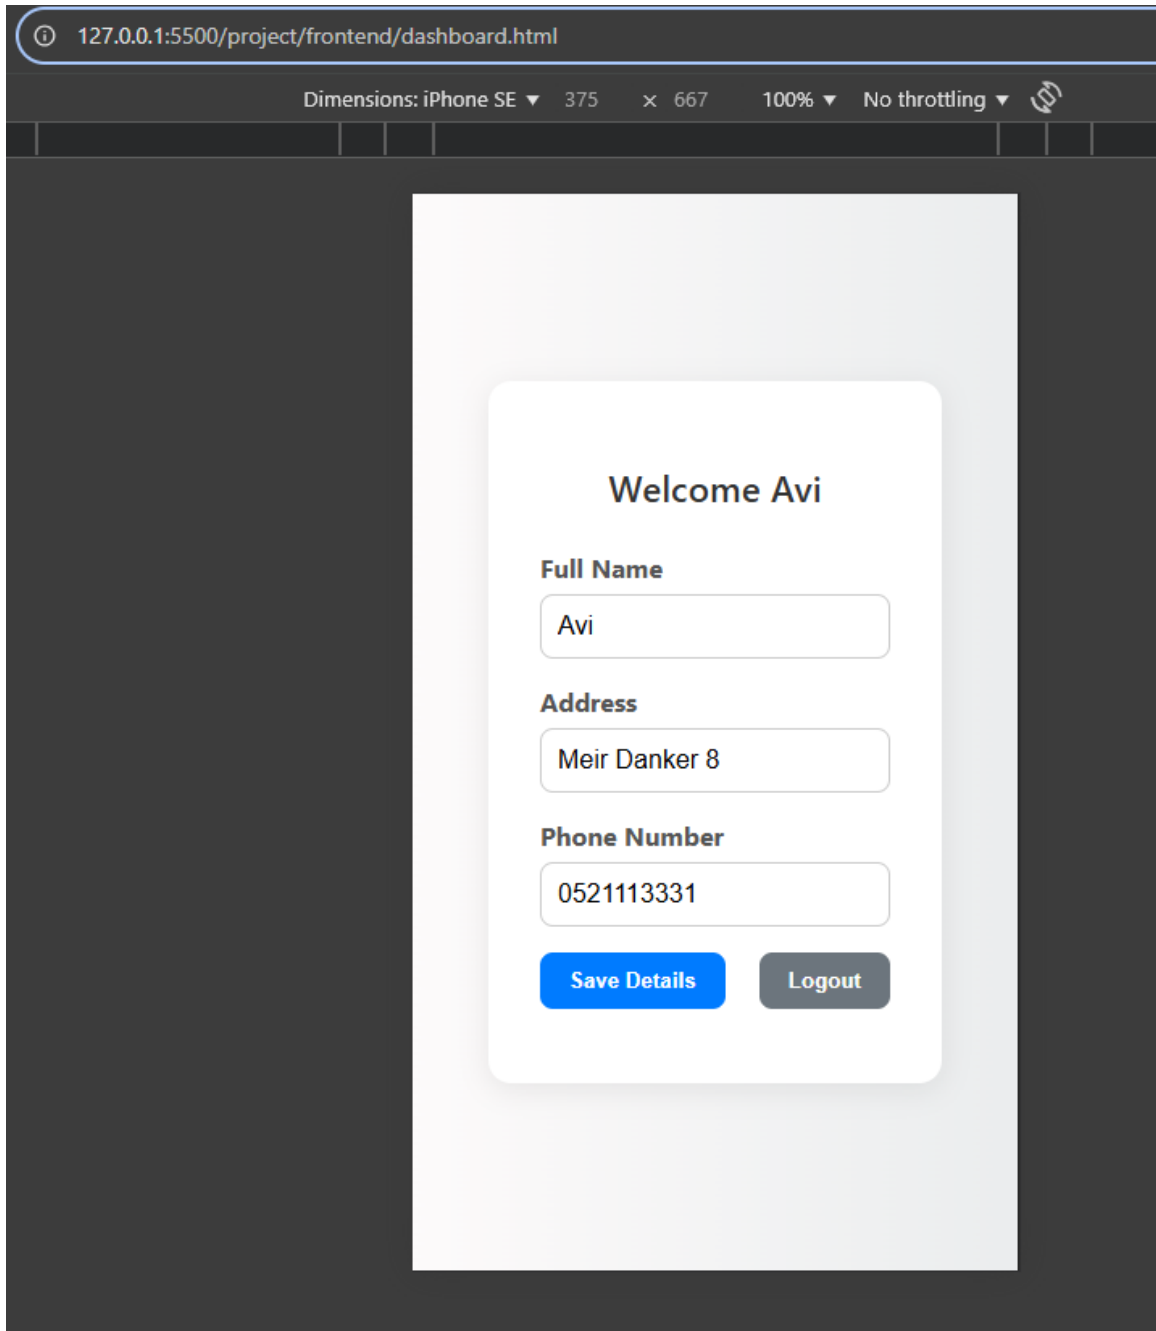 127.0.0.1:5500/project/frontend/dashboard.html
Dimensions: iPhone SE 375 × 667 100% No throttling
Welcome Avi
Full Name
Avi
Address
Meir Danker 8
Phone Number
0521113331
Save Details Logout